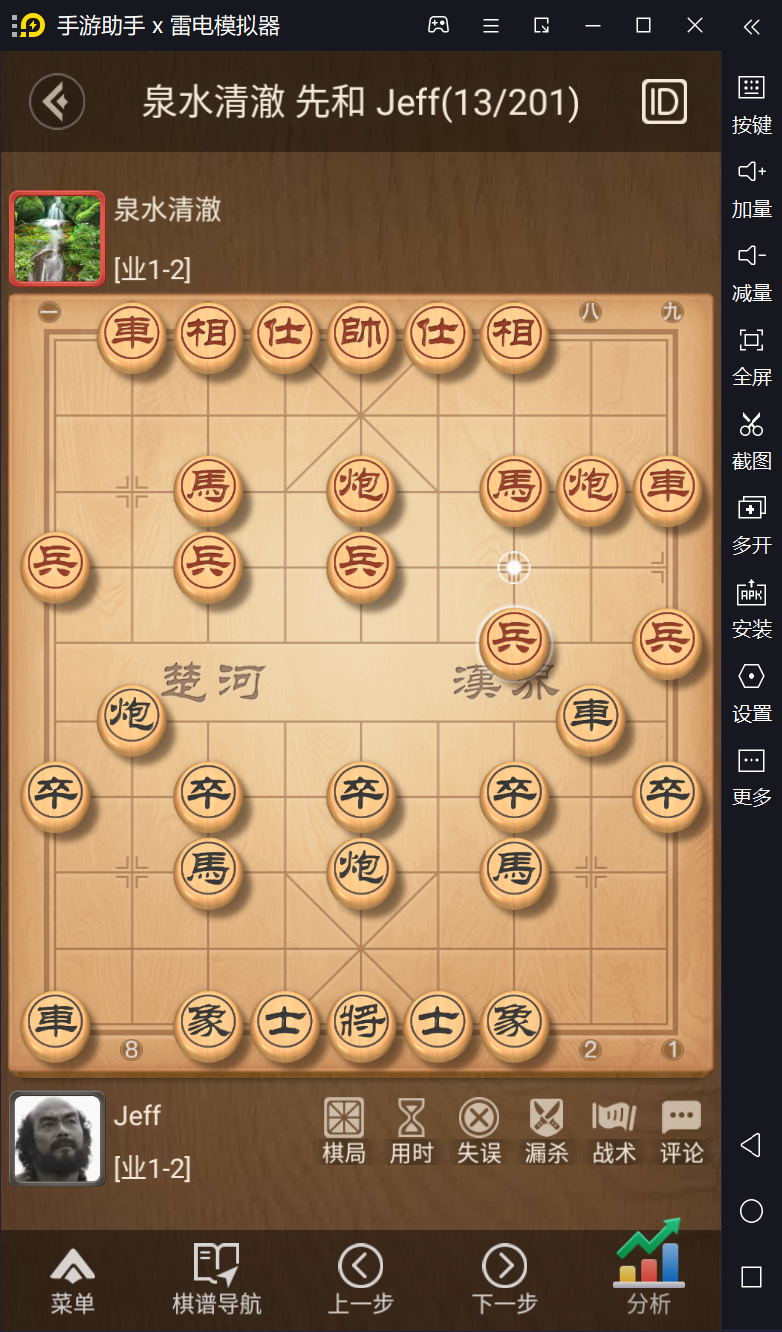 手游助手 x 雷电模拟器
泉水清澈 先和 Jeff(13/201)
ID
泉水清澈
[业1-2]
一 八 九
車 相 仕 帥 仕 相
馬 炮 馬 炮 車
兵 兵 兵
兵 兵
楚河 漢界
炮 車
卒 卒 卒 卒 卒
馬 炮 馬
車 象 士 將 士 象
8 2 1
Jeff
[业1-2]
棋局 用时 失误 漏杀 战术 评论
菜单 棋谱导航 上一步 下一步 分析
按键
加量
减量
全屏
截图
多开
APK
安装
设置
更多